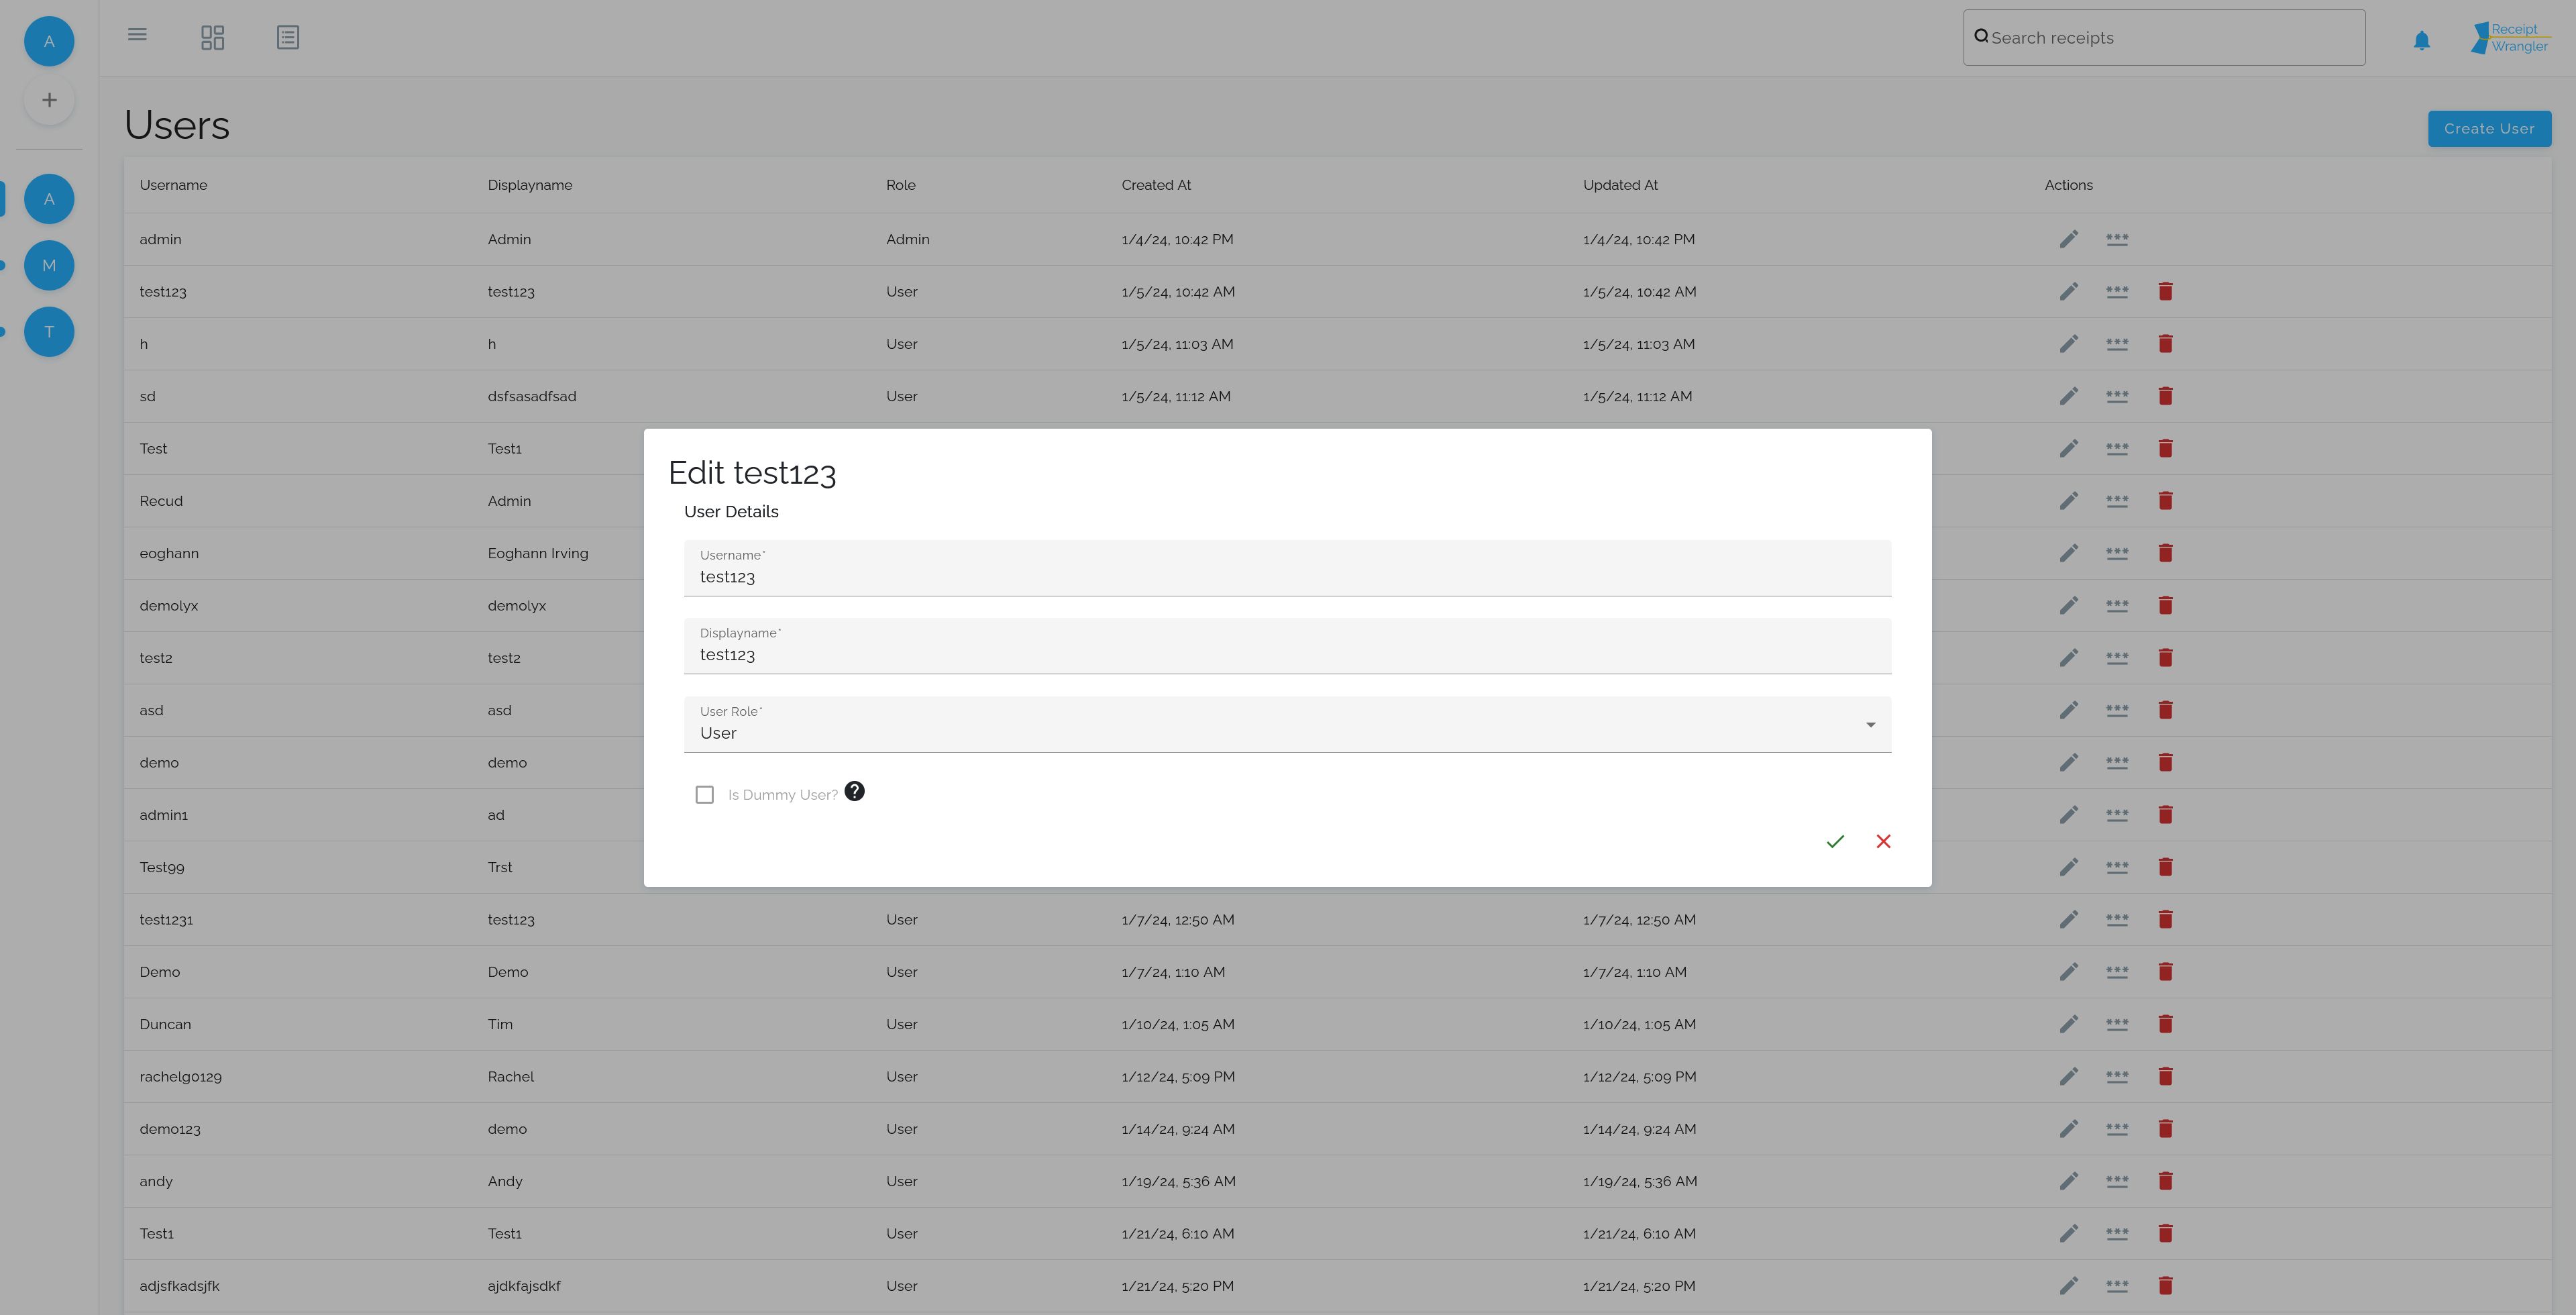 A
Search receipts
Receipt
Wrangler
+
Users
Create User
Username Displayname Role Created At Updated At Actions
A
admin Admin Admin 1/4/24, 10:42 PM 1/4/24, 10:42 PM
M
test123 test123 User 1/5/24, 10:42 AM 1/5/24, 10:42 AM
T
h h User 1/5/24, 11:03 AM 1/5/24, 11:03 AM
sd dsfsasadfsad User 1/5/24, 11:12 AM 1/5/24, 11:12 AM
Test Test1
Recud Admin
eoghann Eoghann Irving
demolyx demolyx
test2 test2
asd asd
demo demo
admin1 ad
Test99 Trst
Edit test123
User Details
Username*
test123
Displayname*
test123
User Role*
User
Is Dummy User? ?
test1231 test123 User 1/7/24, 12:50 AM 1/7/24, 12:50 AM
Demo Demo User 1/7/24, 1:10 AM 1/7/24, 1:10 AM
Duncan Tim User 1/10/24, 1:05 AM 1/10/24, 1:05 AM
rachelg0129 Rachel User 1/12/24, 5:09 PM 1/12/24, 5:09 PM
demo123 demo User 1/14/24, 9:24 AM 1/14/24, 9:24 AM
andy Andy User 1/19/24, 5:36 AM 1/19/24, 5:36 AM
Test1 Test1 User 1/21/24, 6:10 AM 1/21/24, 6:10 AM
adjsfkadsjfk ajdkfajsdkf User 1/21/24, 5:20 PM 1/21/24, 5:20 PM